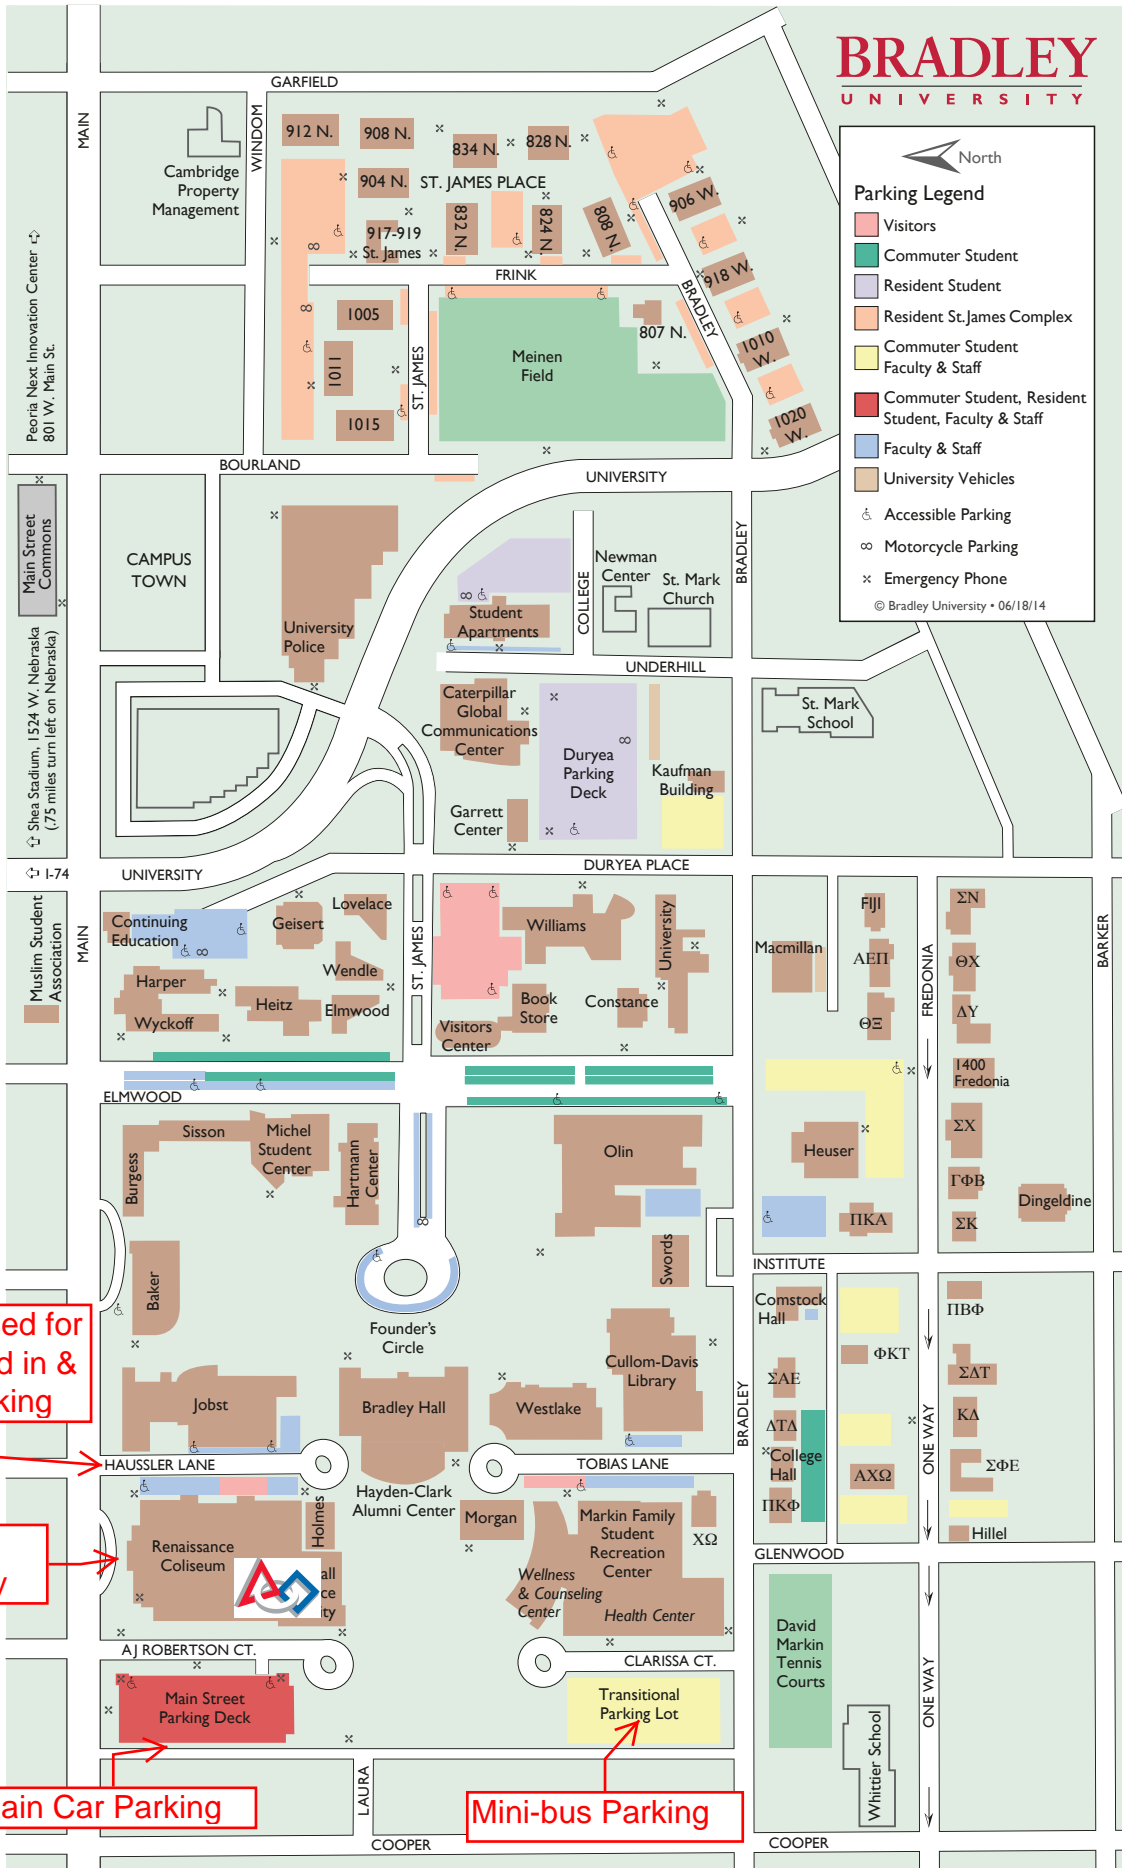 BRADLEY
UNIVERSITY
North
Parking Legend
Visitors
Commuter Student
Resident Student
Resident St.James Complex
Commuter Student
Faculty & Staff
Commuter Student, Resident
Student, Faculty & Staff
Faculty & Staff
University Vehicles
Accessible Parking
Motorcycle Parking
Emergency Phone
© Bradley University • 06/18/14
GARFIELD
MAIN
WINDOM
Cambridge
Property
Management
912 N.
908 N.
834 N.
828 N.
904 N.
ST. JAMES PLACE
917-919
St. James
832 N.
824 N.
808 N.
906 W.
918 W.
1010
W.
1020
W.
FRINK
BRADLEY
807 N.
1005
1011
1015
ST. JAMES
Meinen
Field
Peoria Next Innovation Center
801 W. Main St.
BOURLAND
UNIVERSITY
Main Street
Commons
CAMPUS
TOWN
University
Police
COLLEGE
Newman
Center
St. Mark
Church
BRADLEY
Student
Apartments
UNDERHILL
Shea Stadium, 1524 W. Nebraska
(.75 miles turn left on Nebraska)
Caterpillar
Global
Communications
Center
Duryea
Parking
Deck
Kaufman
Building
Garrett
Center
St. Mark
School
I-74
UNIVERSITY
DURYEA PLACE
Muslim Student
Association
MAIN
Continuing
Education
Geisert
Lovelace
Wendle
Harper
Heitz
Elmwood
Wyckoff
ST. JAMES
Williams
University
Book
Store
Constance
Visitors
Center
Macmillan
FIJI
ΑΕΠ
ΘΞ
FREDONIA
ΣΝ
ΘΧ
ΔΥ
1400
Fredonia
BARKER
ELMWOOD
Sisson
Burgess
Michel
Student
Center
Hartmann
Center
Olin
Heuser
ΣΧ
ΓΦΒ
ΣΚ
ΠΚΑ
Dingeldine
Baker
Swords
INSTITUTE
Founder's
Circle
Comstock
Hall
ΠΒΦ
ΦΚΤ
ΣΑΕ
ΣΔΤ
Cullom-Davis
Library
Jobst
Bradley Hall
Westlake
BRADLEY
ΔΤΔ
ΚΔ
ONE WAY
College
Hall
ΑΧΩ
ΣΦΕ
ΠΚΦ
Hillel
ed for
d in &
king
HAUSSLER LANE
TOBIAS LANE
Hayden-Clark
Alumni Center
Holmes
Morgan
Markin Family
Student
Recreation
Center
ΧΩ
Renaissance
Coliseum
all
ce
ity
Wellness
& Counseling
Center
Health Center
GLENWOOD
David
Markin
Tennis
Courts
AJ ROBERTSON CT.
CLARISSA CT.
ONE WAY
Main Street
Parking Deck
Transitional
Parking Lot
Whittier School
LAURA
ain Car Parking
Mini-bus Parking
COOPER
COOPER